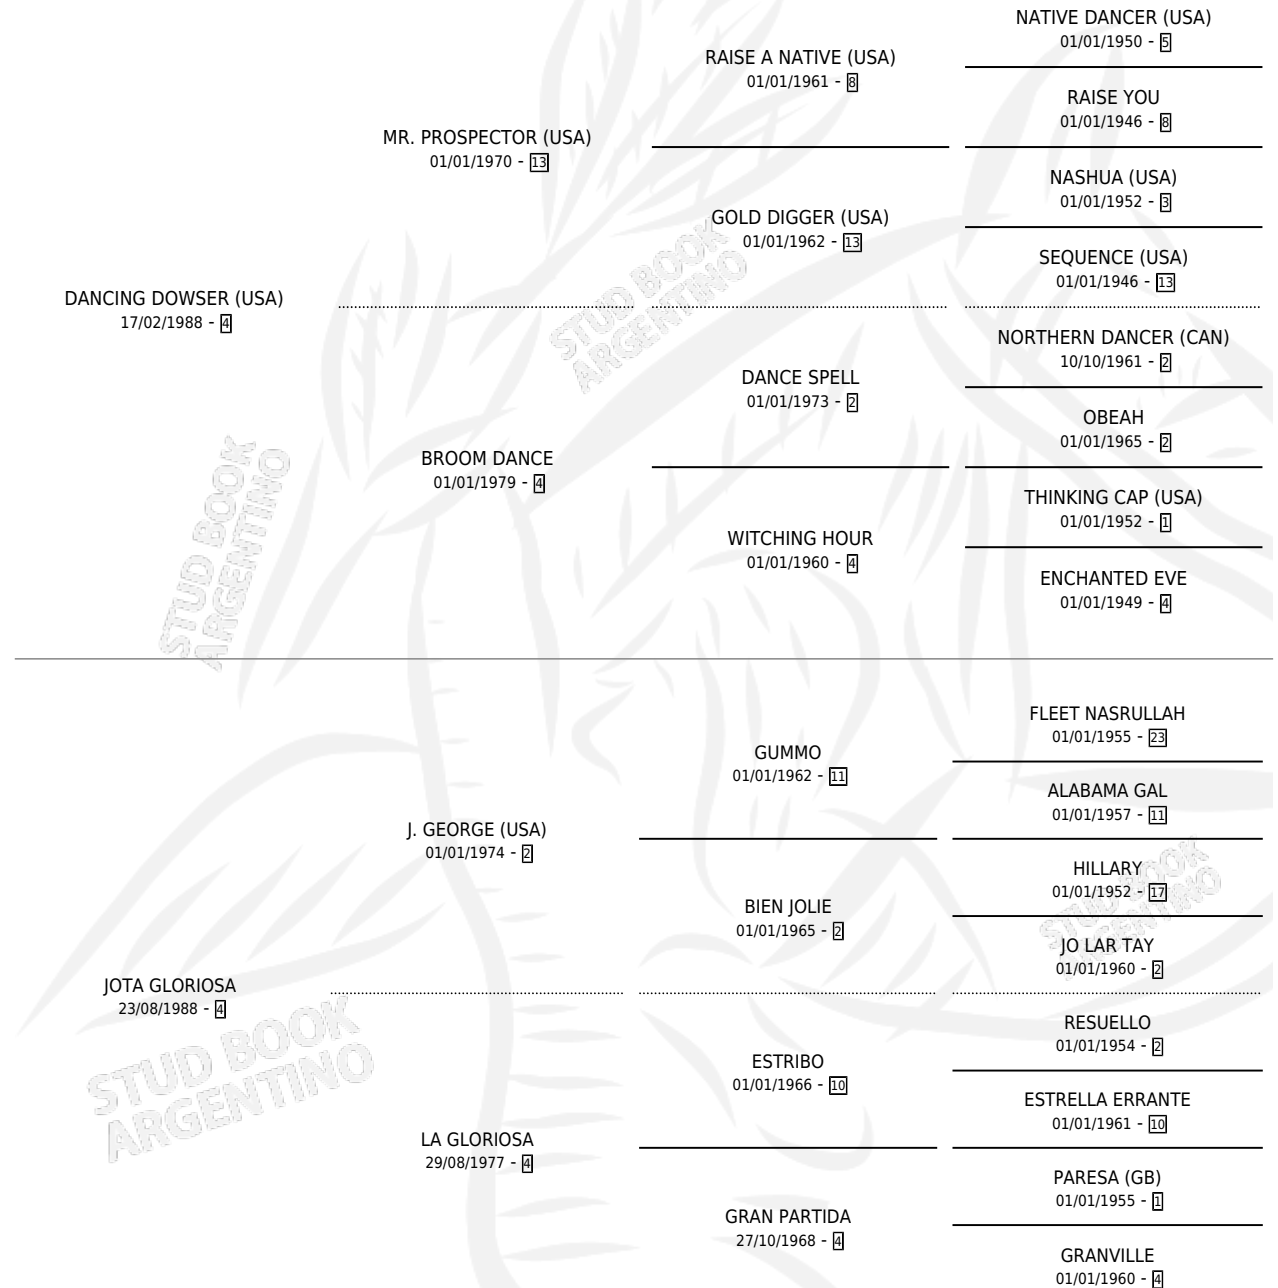 NATIVE DANCER (USA)
01/01/1950 - 5
RAISE A NATIVE (USA)
01/01/1961 - 8
RAISE YOU
01/01/1946 - 8
MR. PROSPECTOR (USA)
01/01/1970 - 13
NASHUA (USA)
01/01/1952 - 3
GOLD DIGGER (USA)
01/01/1962 - 13
SEQUENCE (USA)
01/01/1946 - 13
DANCING DOWSER (USA)
17/02/1988 - 4
NORTHERN DANCER (CAN)
10/10/1961 - 2
DANCE SPELL
01/01/1973 - 2
OBEAH
01/01/1965 - 2
BROOM DANCE
01/01/1979 - 4
THINKING CAP (USA)
01/01/1952 - 1
WITCHING HOUR
01/01/1960 - 4
ENCHANTED EVE
01/01/1949 - 4
FLEET NASRULLAH
01/01/1955 - 23
GUMMO
01/01/1962 - 11
ALABAMA GAL
01/01/1957 - 11
J. GEORGE (USA)
01/01/1974 - 2
HILLARY
01/01/1952 - 17
BIEN JOLIE
01/01/1965 - 2
JO LAR TAY
01/01/1960 - 2
JOTA GLORIOSA
23/08/1988 - 4
RESUELLO
01/01/1954 - 2
ESTRIBO
01/01/1966 - 10
ESTRELLA ERRANTE
01/01/1961 - 10
LA GLORIOSA
29/08/1977 - 4
PARESA (GB)
01/01/1955 - 1
GRAN PARTIDA
27/10/1968 - 4
GRANVILLE
01/01/1960 - 4
STUD BOOK
ARGENTINO
STUD BOOK
ARGENTINO
STUD BOOK
ARGENTINO
STUD BOOK
ARGENTINO